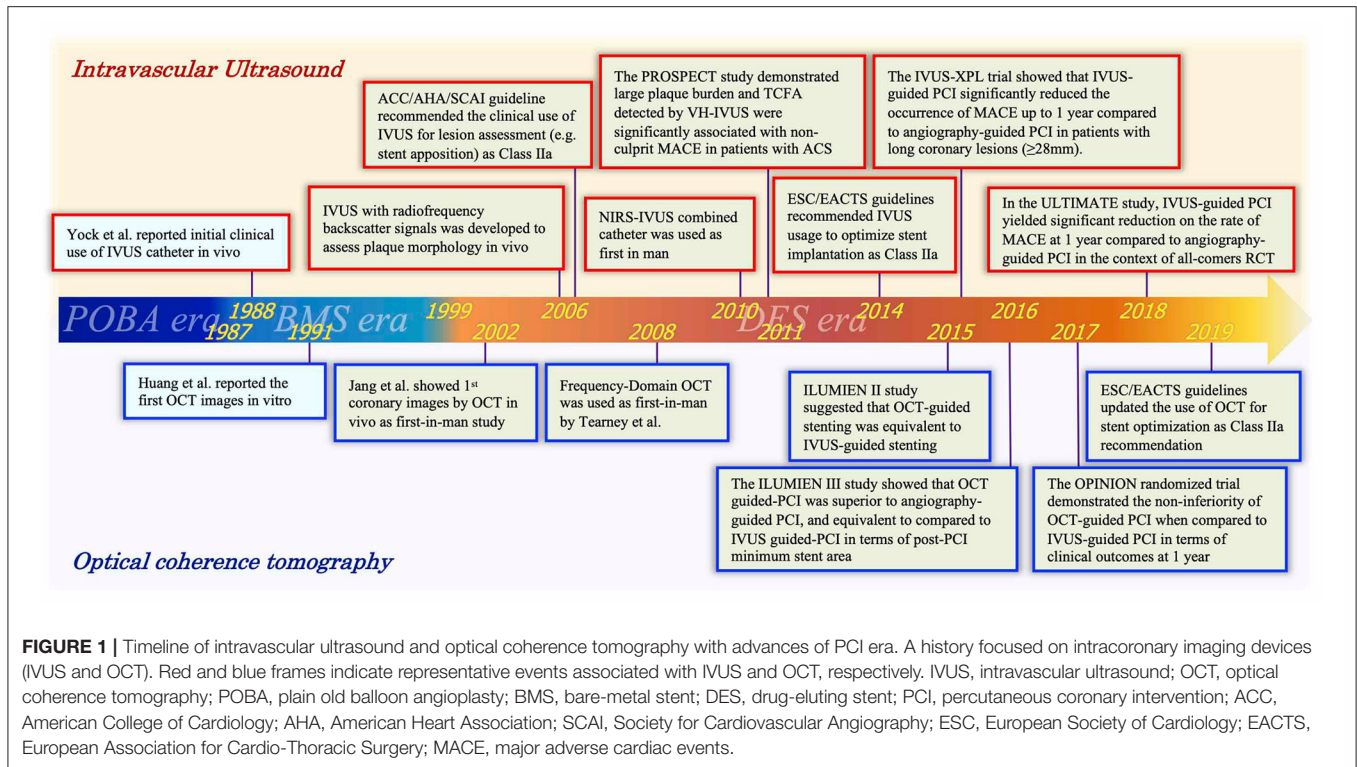 Intravascular Ultrasound
ACC/AHA/SCAI guideline
recommended the clinical use of
IVUS for lesion assessment (e.g.
stent apposition) as Class IIa
The PROSPECT study demonstrated
large plaque burden and TCFA
detected by VH-IVUS were
significantly associated with non-
culprit MACE in patients with ACS
The IVUS-XPL trial showed that IVUS-
guided PCI significantly reduced the
occurrence of MACE up to 1 year compared
to angiography-guided PCI in patients with
long coronary lesions (≥28mm).
Yock et al. reported initial clinical
use of IVUS catheter in vivo
IVUS with radiofrequency
backscatter signals was developed to
assess plaque morphology in vivo
NIRS-IVUS combined
catheter was used as
first in man
ESC/EACTS guidelines
recommended IVUS
usage to optimize stent
implantation as Class IIa
In the ULTIMATE study, IVUS-guided PCI
yielded significant reduction on the rate of
MACE at 1 year compared to angiography-
guided PCI in the context of all-comers RCT
POBA era
BMS era
DES era
1988
1999
2006
2010
2014
2016
2018
1987
1991
2002
2008
2011
2015
2017
2019
Huang et al. reported the
first OCT images in vitro
Jang et al. showed 1st
coronary images by OCT in
vivo as first-in-man study
Frequency-Domain OCT
was used as first-in-man
by Tearney et al.
ILUMIEN II study
suggested that OCT-guided
stenting was equivalent to
IVUS-guided stenting
ESC/EACTS guidelines
updated the use of OCT for
stent optimization as Class IIa
recommendation
The ILUMIEN III study showed that OCT
guided-PCI was superior to angiography-
guided PCI, and equivalent to compared to
IVUS guided-PCI in terms of post-PCI
minimum stent area
The OPINION randomized trial
demonstrated the non-inferiority of
OCT-guided PCI when compared to
IVUS-guided PCI in terms of
clinical outcomes at 1 year
Optical coherence tomography
FIGURE 1 | Timeline of intravascular ultrasound and optical coherence tomography with advances of PCI era. A history focused on intracoronary imaging devices
(IVUS and OCT). Red and blue frames indicate representative events associated with IVUS and OCT, respectively. IVUS, intravascular ultrasound; OCT, optical
coherence tomography; POBA, plain old balloon angioplasty; BMS, bare-metal stent; DES, drug-eluting stent; PCI, percutaneous coronary intervention; ACC,
American College of Cardiology; AHA, American Heart Association; SCAI, Society for Cardiovascular Angiography; ESC, European Society of Cardiology; EACTS,
European Association for Cardio-Thoracic Surgery; MACE, major adverse cardiac events.